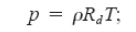 p = ρR_dT;